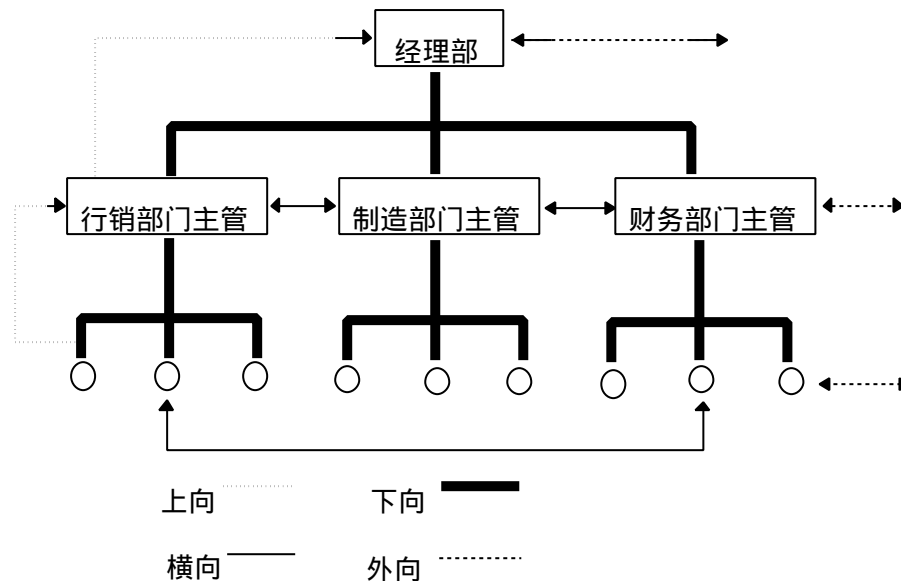 经理部
行销部门主管
制造部门主管
财务部门主管
上向
下向
横向
外向